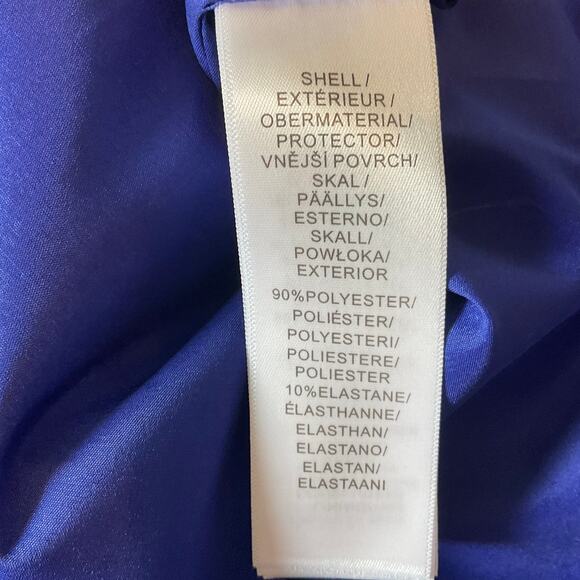 SHELL/
EXTÉRIEUR/
OBERMATERIAL/
PROTECTOR/
VNĚJŠÍ POVRCH/
SKAL/
PÄÄLLYS/
ESTERNO/
SKALL/
POWŁOKA/
EXTERIOR
90%POLYESTER/
POLIÉSTER/
POLYESTERI/
POLIESTERE/
POLIESTER
10%ELASTANE/
ÉLASTHANNE/
ELASTHAN/
ELASTANO/
ELASTAN/
ELASTAANI